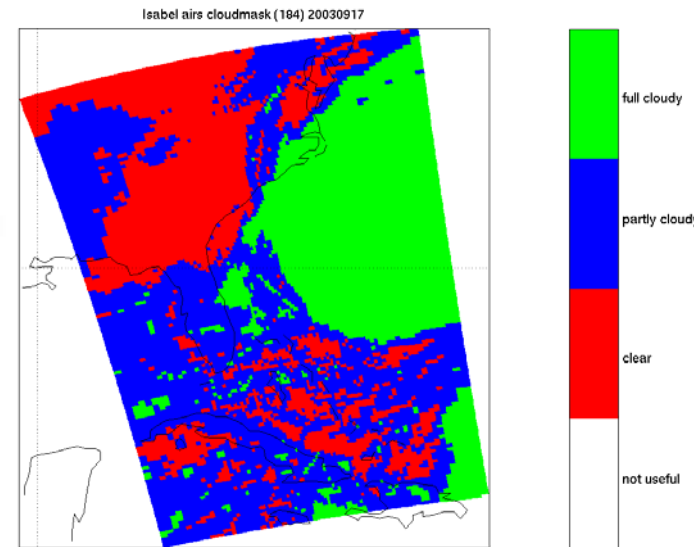 Isabel airs cloudmask (184) 20030917
full cloudy
partly cloudy
clear
not useful